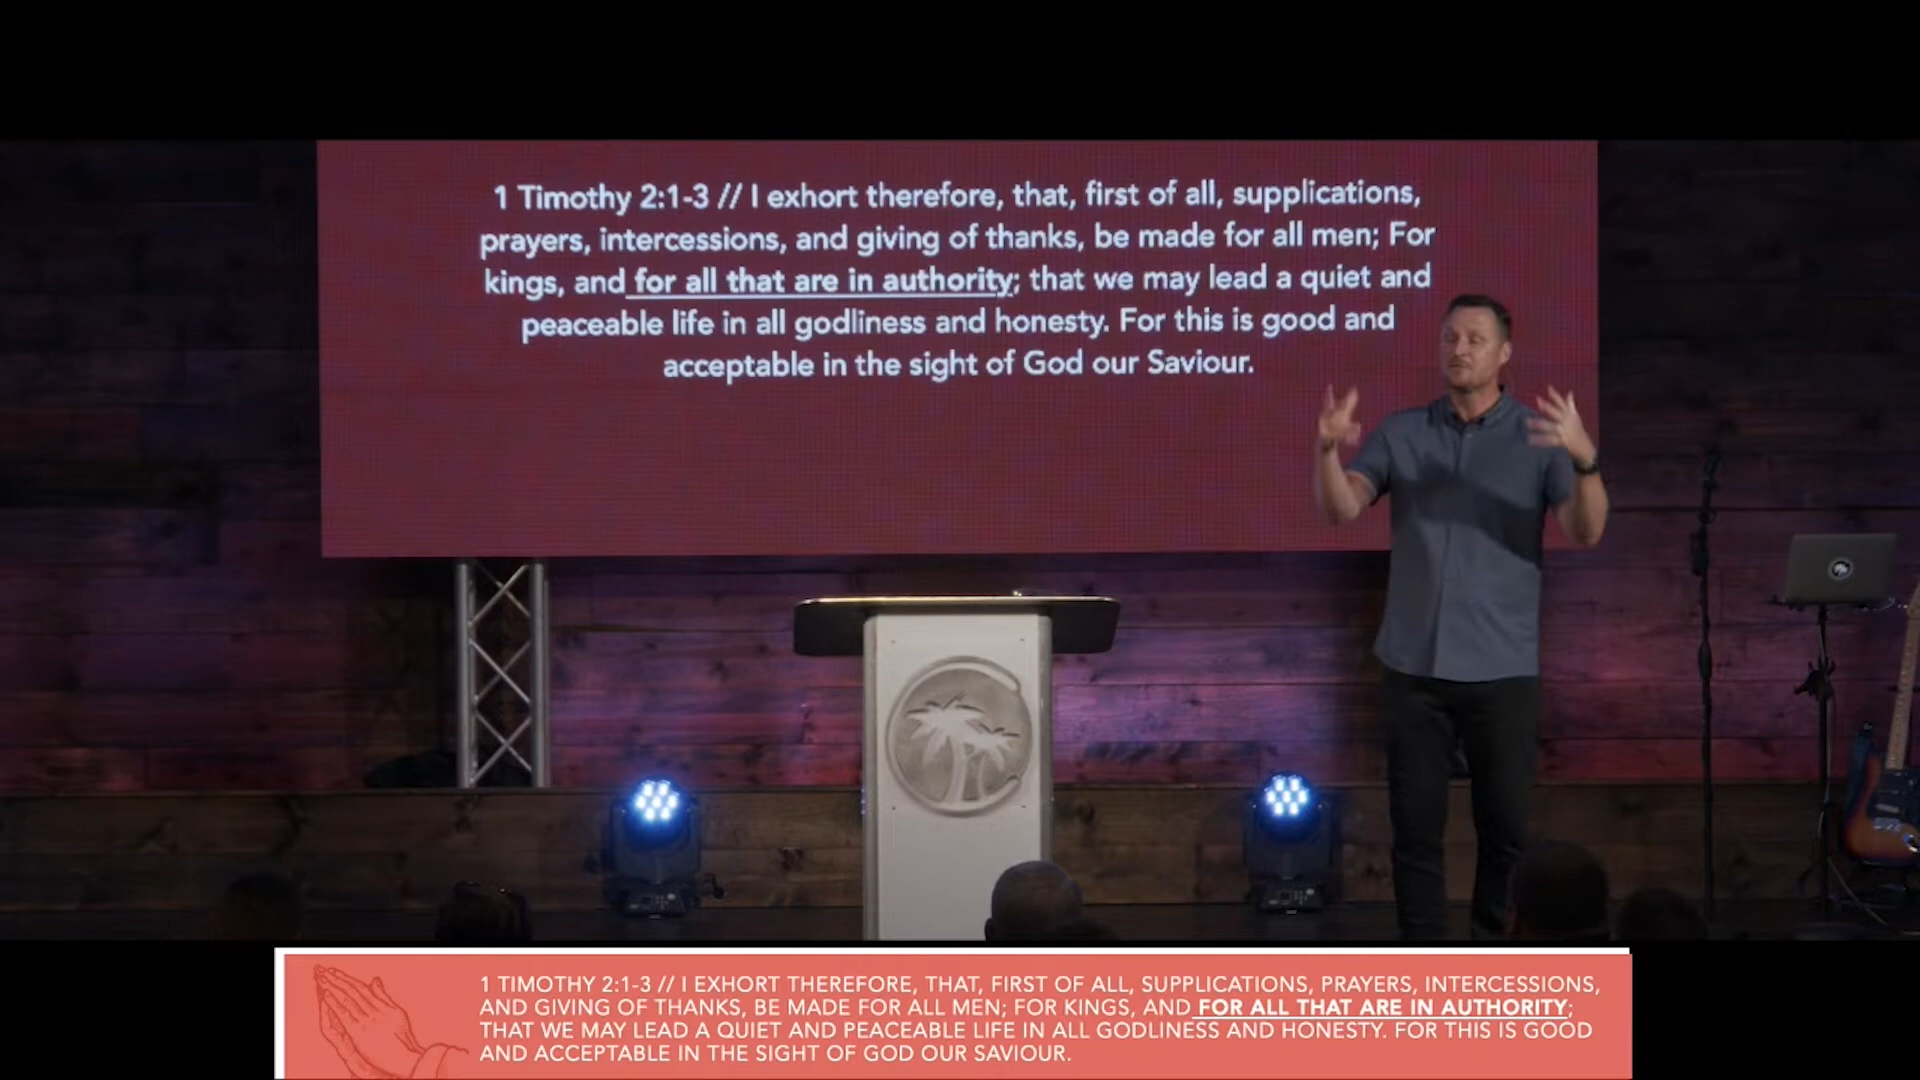 1 Timothy 2:1-3 // I exhort therefore, that, first of all, supplications,
prayers, intercessions, and giving of thanks, be made for all men; For
kings, and for all that are in authority; that we may lead a quiet and
peaceable life in all godliness and honesty. For this is good and
acceptable in the sight of God our Saviour.
1 TIMOTHY 2:1-3 // I EXHORT THEREFORE, THAT, FIRST OF ALL, SUPPLICATIONS, PRAYERS, INTERCESSIONS,
AND GIVING OF THANKS, BE MADE FOR ALL MEN; FOR KINGS, AND FOR ALL THAT ARE IN AUTHORITY;
THAT WE MAY LEAD A QUIET AND PEACEABLE LIFE IN ALL GODLINESS AND HONESTY. FOR THIS IS GOOD
AND ACCEPTABLE IN THE SIGHT OF GOD OUR SAVIOUR.